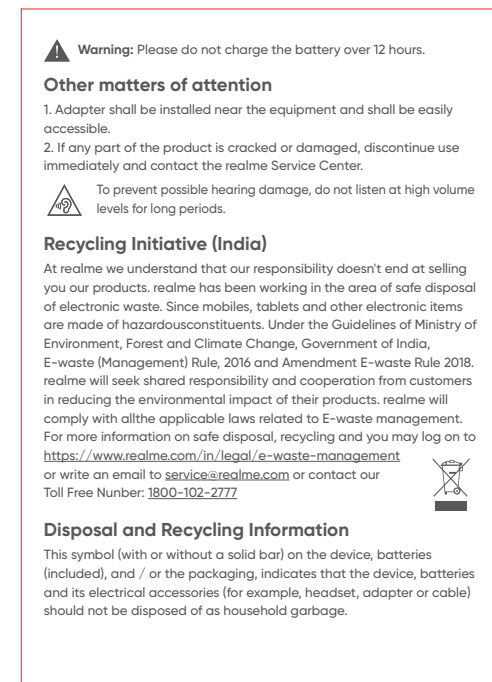 Warning: Please do not charge the battery over 12 hours.
Other matters of attention
1. Adapter shall be installed near the equipment and shall be easily
accessible.
2. If any part of the product is cracked or damaged, discontinue use
immediately and contact the realme Service Center.
To prevent possible hearing damage, do not listen at high volume
levels for long periods.
Recycling Initiative (India)
At realme we understand that our responsibility doesn't end at selling
you our products. realme has been working in the area of safe disposal
of electronic waste. Since mobiles, tablets and other electronic items
are made of hazardousconstituents. Under the Guidelines of Ministry of
Environment, Forest and Climate Change, Government of India,
E-waste (Management) Rule, 2016 and Amendment E-waste Rule 2018.
realme will seek shared responsibility and cooperation from customers
in reducing the environmental impact of their products. realme will
comply with allthe applicable laws related to E-waste management.
For more information on safe disposal, recycling and you may log on to
https://www.realme.com/in/legal/e-waste-management
or write an email to service@realme.com or contact our
Toll Free Nunber: 1800-102-2777
Disposal and Recycling Information
This symbol (with or without a solid bar) on the device, batteries
(included), and / or the packaging, indicates that the device, batteries
and its electrical accessories (for example, headset, adapter or cable)
should not be disposed of as household garbage.